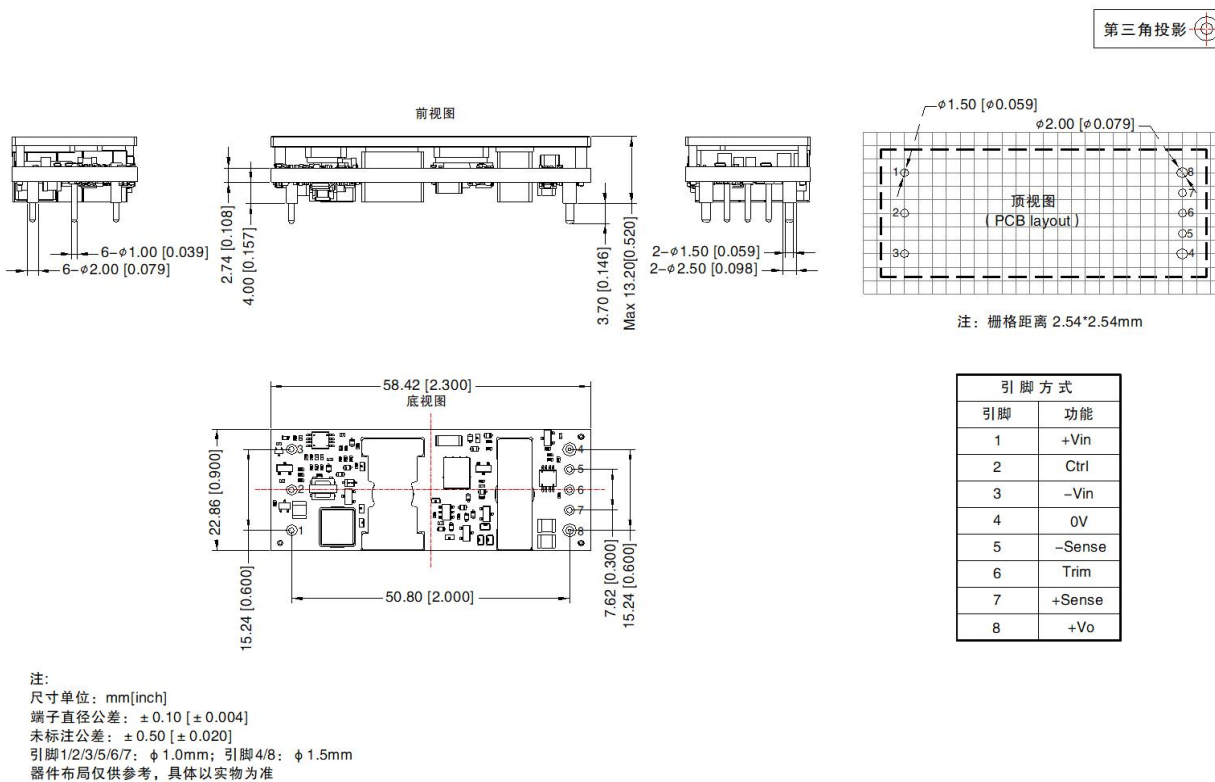 第三角投影
前视图
6-φ1.00 [0.039]
6-φ2.00 [0.079]
2.74 [0.108]
4.00 [0.157]
3.70 [0.146]
Max 13.20[0.520]
2-φ1.50 [0.059]
2-φ2.50 [0.098]
φ1.50 [φ0.059]
φ2.00 [φ0.079]
1
2
3
8
7
6
5
4
顶视图
( PCB layout )
注：栅格距离 2.54*2.54mm
58.42 [2.300]
底视图
22.86 [0.900]
15.24 [0.600]
3
2
1
4
5
6
7
8
50.80 [2.000]
7.62 [0.300]
15.24 [0.600]
引脚方式
引脚 功能
1 +Vin
2 Ctrl
3 -Vin
4 0V
5 -Sense
6 Trim
7 +Sense
8 +Vo
注:
尺寸单位：mm[inch]
端子直径公差：±0.10 [±0.004]
未标注公差：±0.50 [±0.020]
引脚1/2/3/5/6/7：φ1.0mm；引脚4/8：φ1.5mm
器件布局仅供参考，具体以实物为准